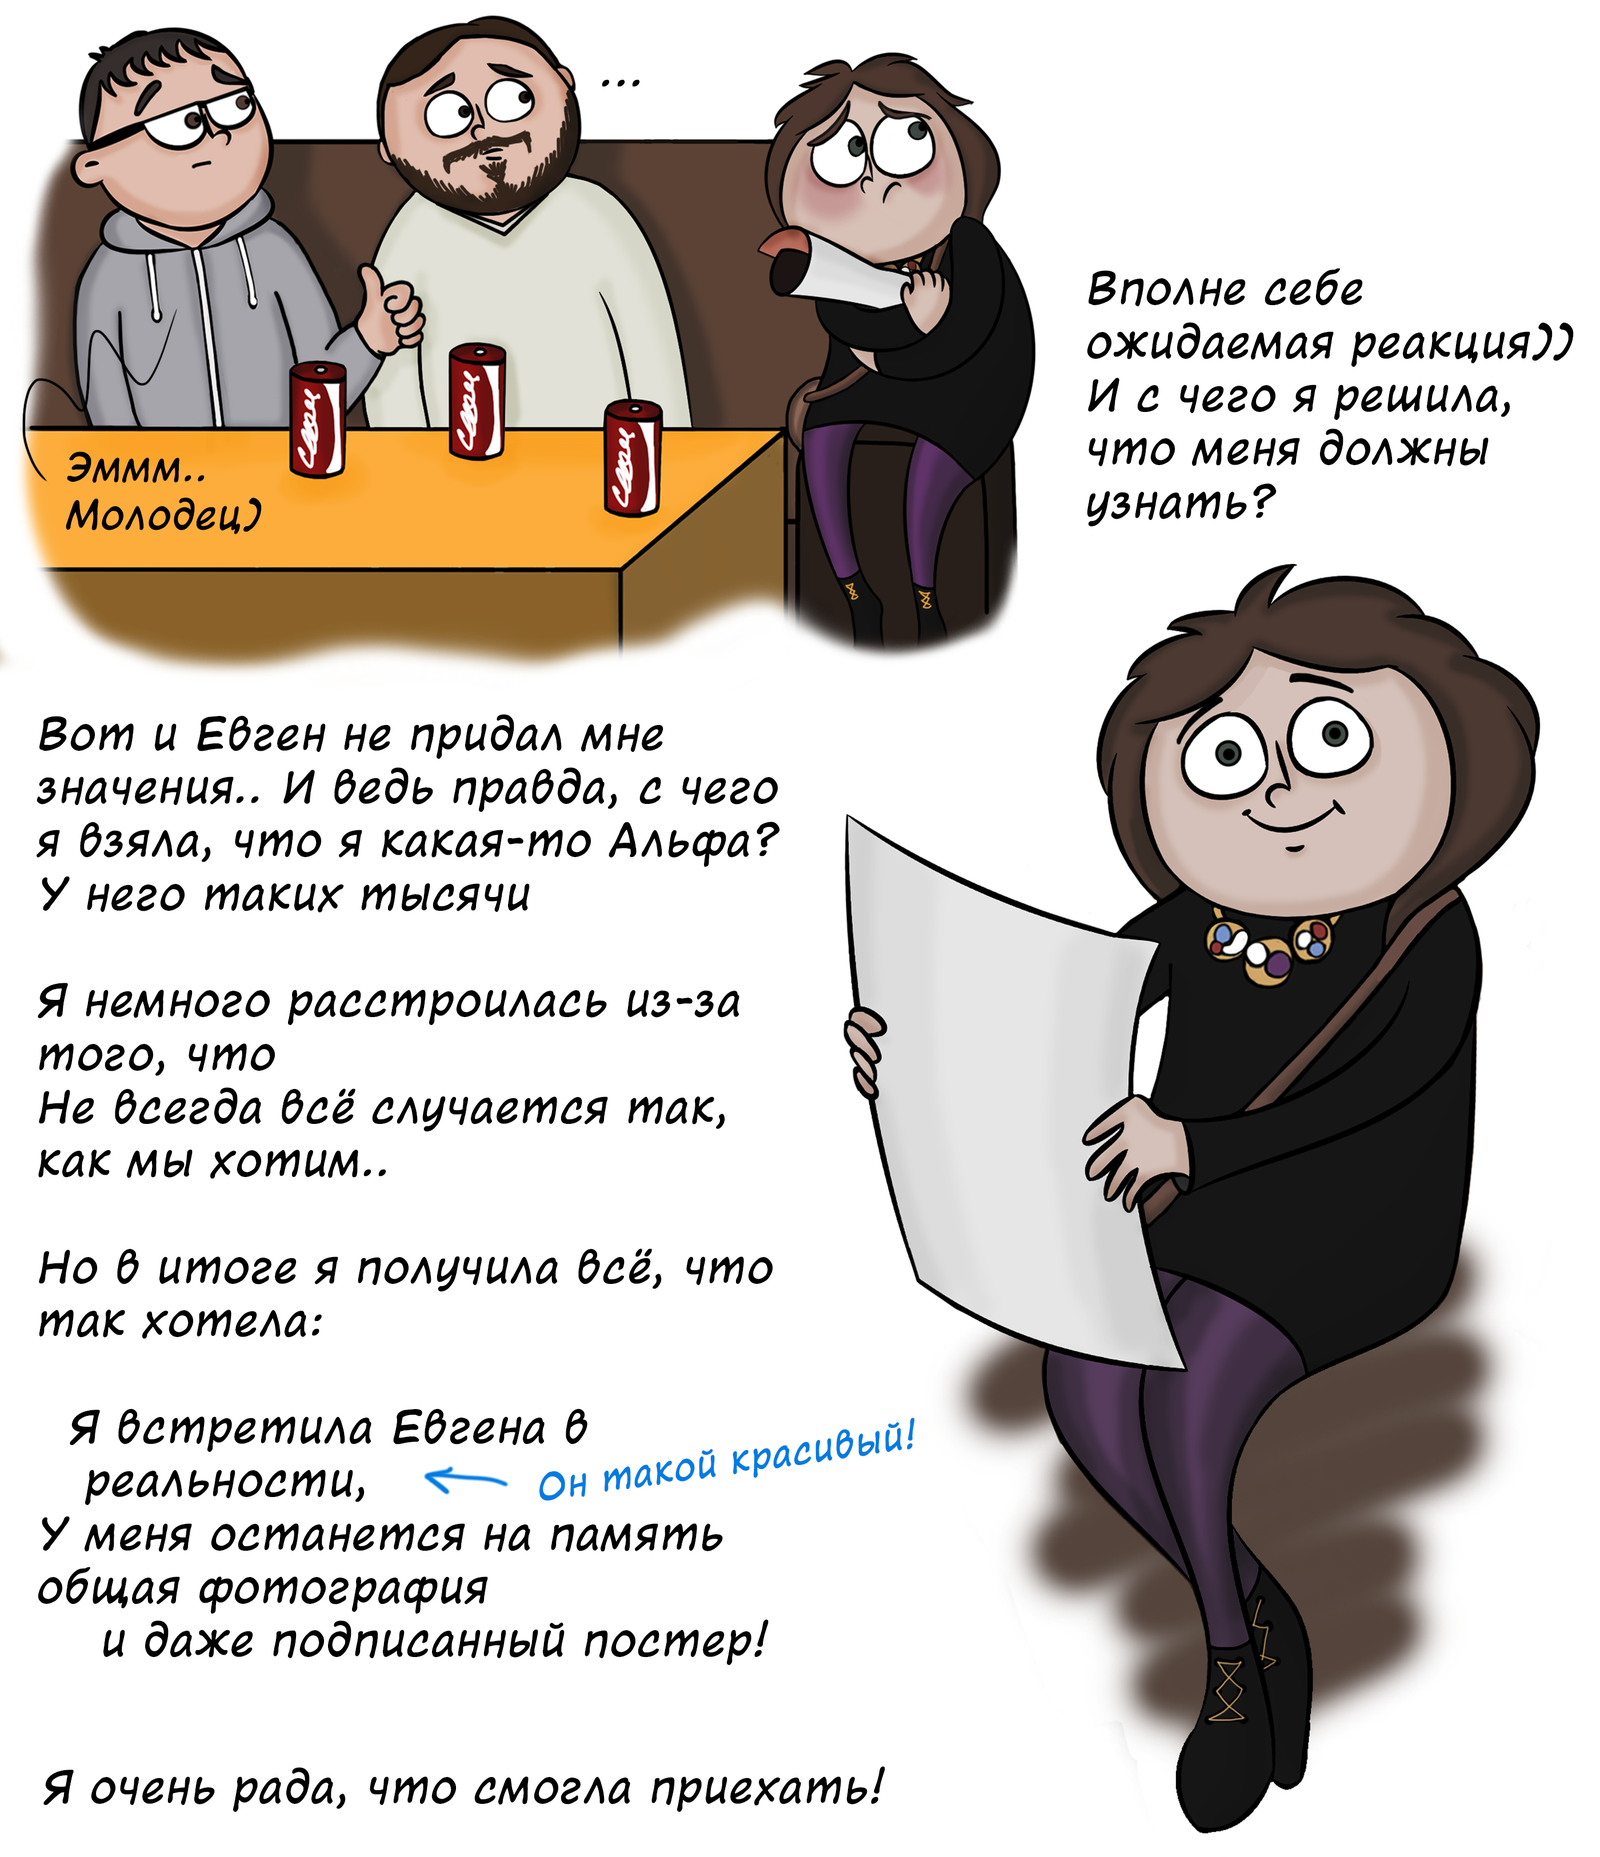 ...
Эммм..
Молодец)
Вполне себе
ожидаемая реакция))
И с чего я решила,
что меня должны
узнать?
Вот и Евген не придал мне
значения.. И ведь правда, с чего
я взяла, что я какая-то Альфа?
У него таких тысячи
Я немного расстроилась из-за
того, что
Не всегда всё случается так,
как мы хотим..
Но в итоге я получила всё, что
так хотела:
Я встретила Евгена в
реальности,
Он такой красивый!
У меня останется на память
общая фотография
и даже подписанный постер!
Я очень рада, что смогла приехать!